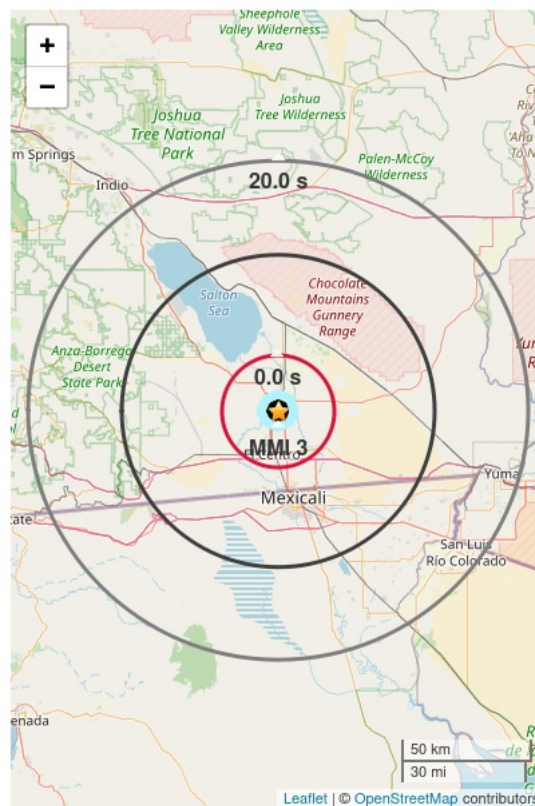 Sheephole
Valley Wilderness
Area
+
−
Joshua
Tree Wilderness
Joshua
Tree National
Park
m Springs
Palen-McCoy
Wilderness
20.0 s
Indio
Salton
Sea
Chocolate
Mountains
Gunnery
Range
Anza-Borrego
Desert
State Park
0.0 s
MMI 3
Mexicali
Yuma
San Luis
Río Colorado
50 km
30 mi
Leaflet | © OpenStreetMap contributors